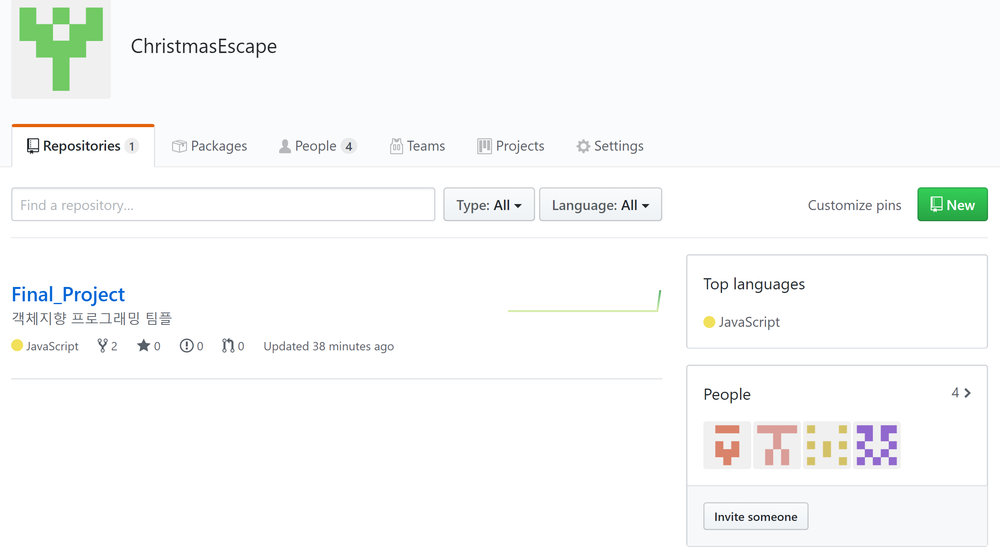 ChristmasEscape
Repositories 1 Packages People 4 Teams Projects Settings
Find a repository... Type: All Language: All Customize pins New
Final_Project
객체지향 프로그래밍 팀플
JavaScript 2 0 0 0 Updated 38 minutes ago
Top languages
JavaScript
People 4
Invite someone